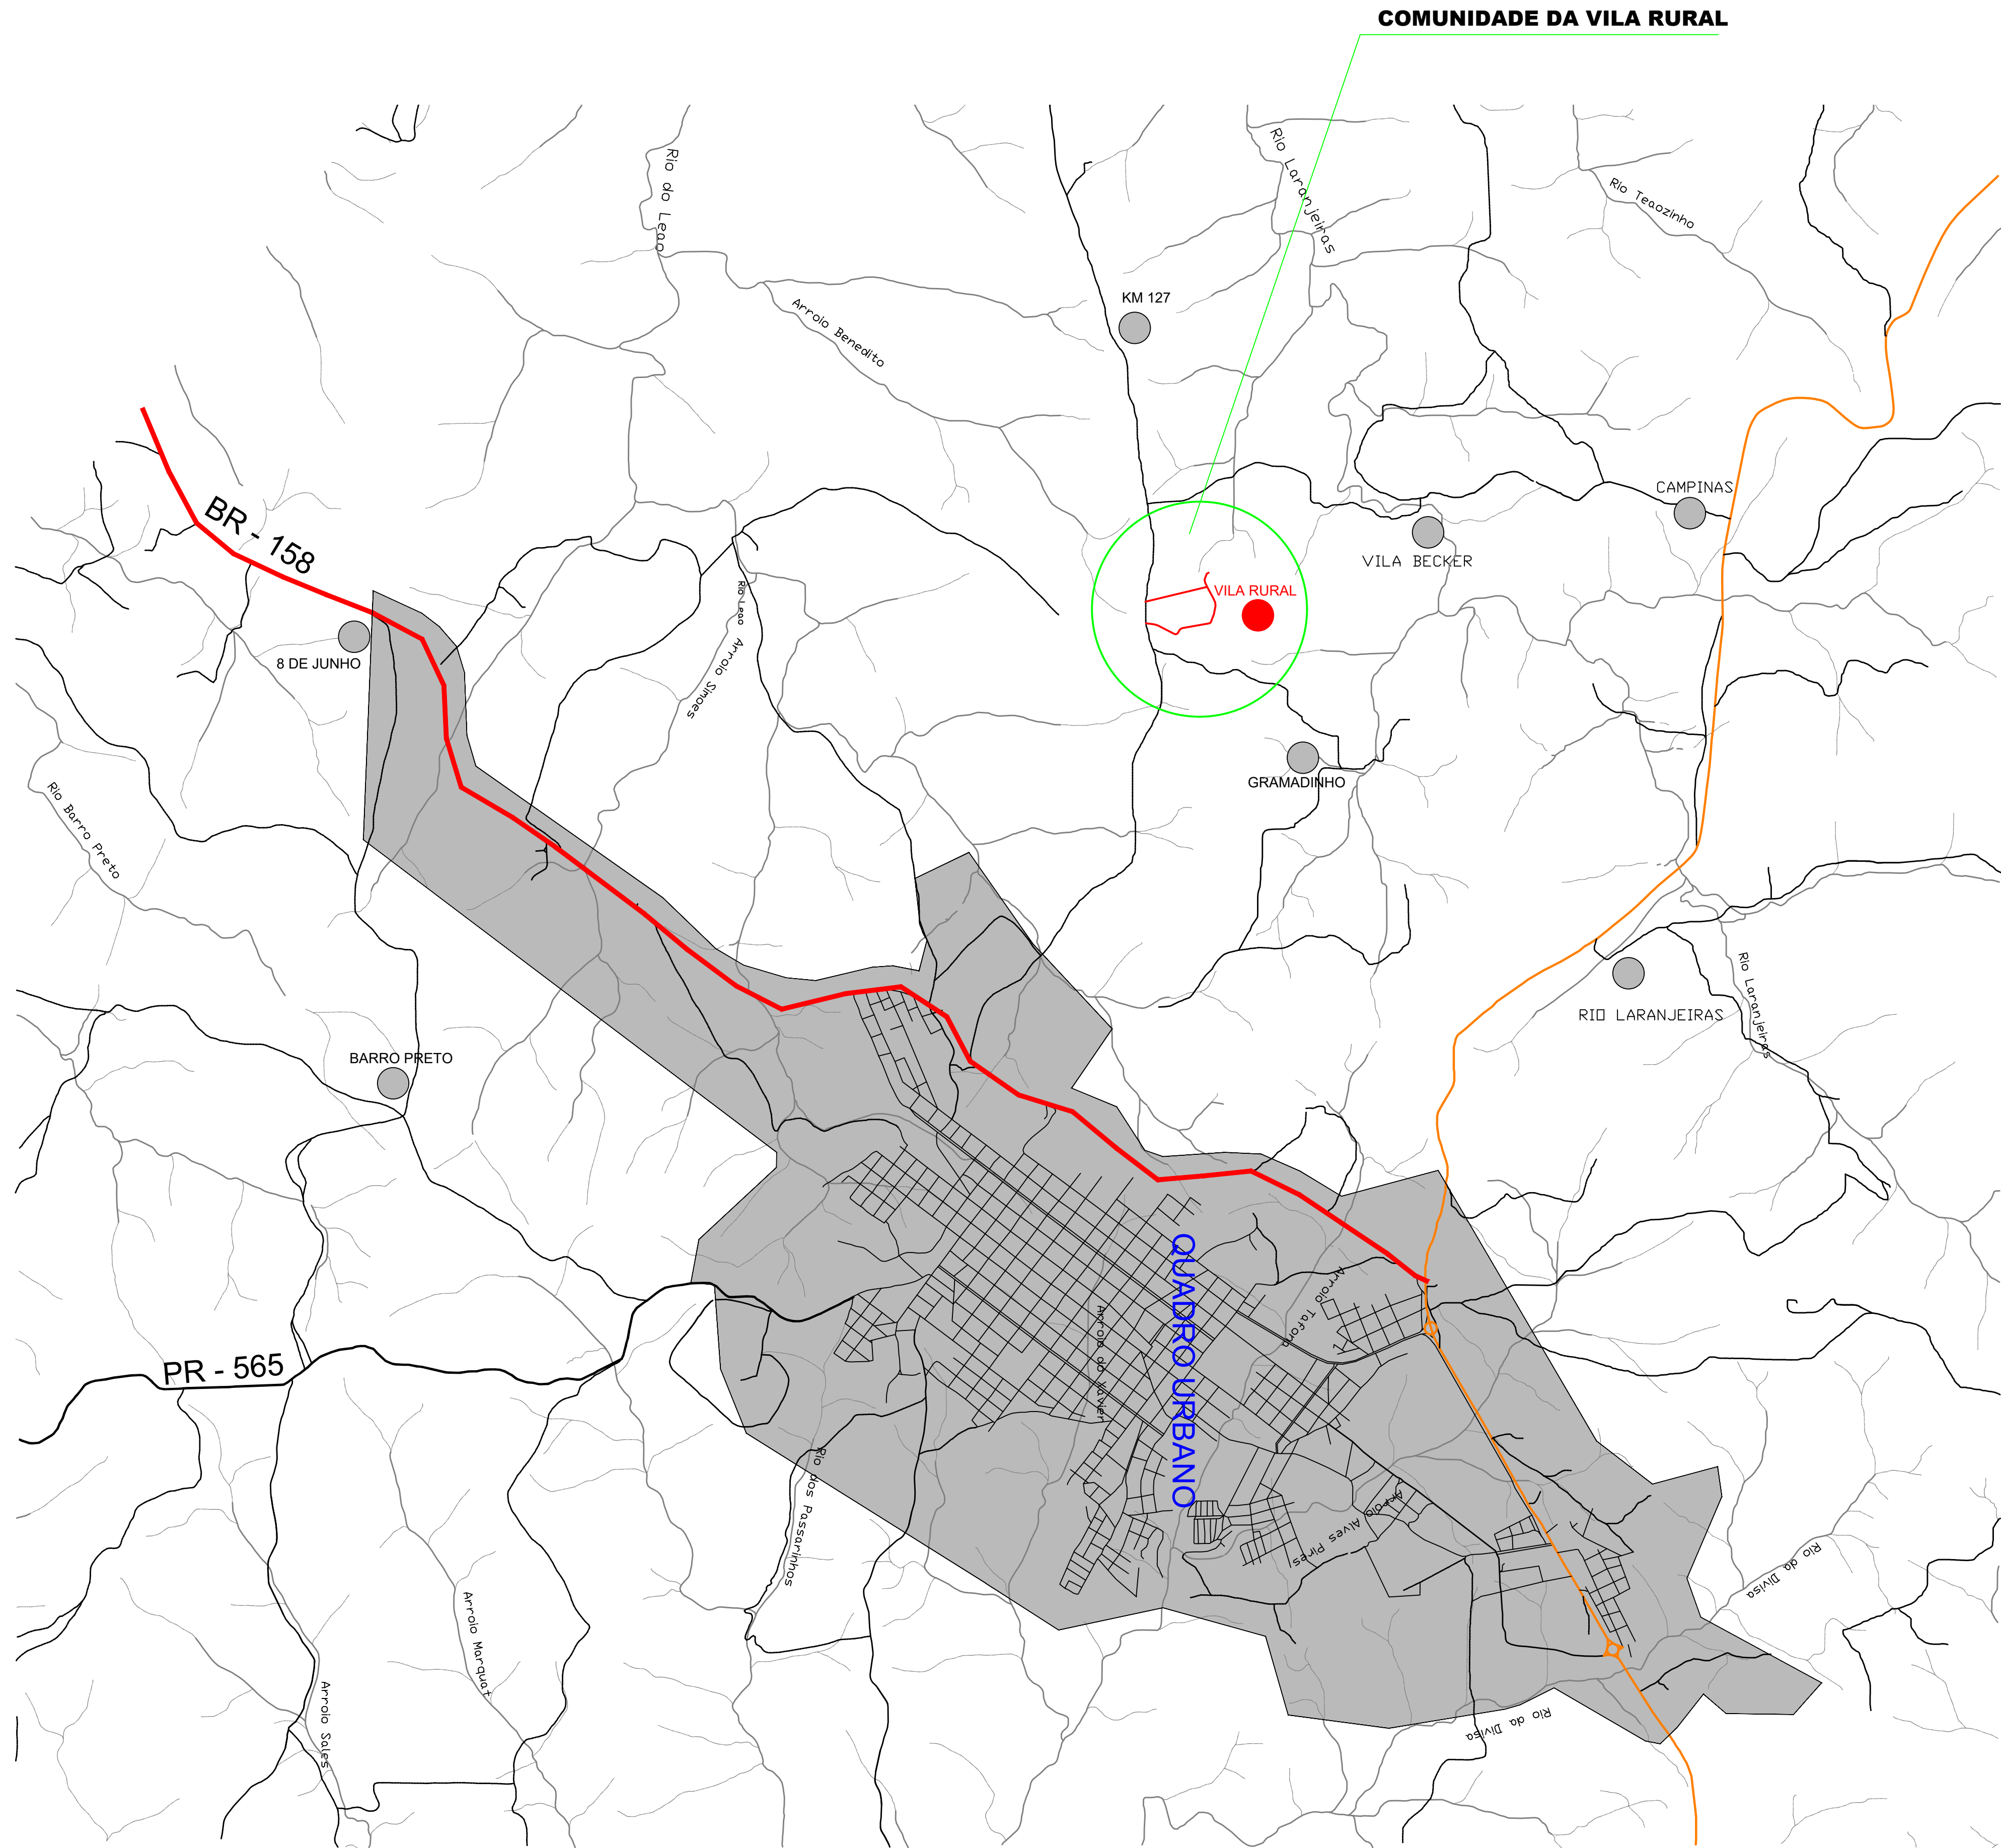 COMUNIDADE DA VILA RURAL
Rio do Leao
Rio Laranjeiras
Rio Teaozinho
KM 127
Arroio Benedito
BR - 158
CAMPINAS
VILA BECKER
VILA RURAL
Rio Leao
Arroio Simoes
8 DE JUNHO
GRAMADINHO
Rio Barro Preto
Rio Laranjeiras
RIO LARANJEIRAS
BARRO PRETO
QUADRO URBANO
Arroio Tafona
Arroio do Xavier
PR - 565
Rio dos Passarinhos
Arroio Alves Pires
Rio da Divisa
Arroio Marquat
Arroio Sales
Rio da Divisa